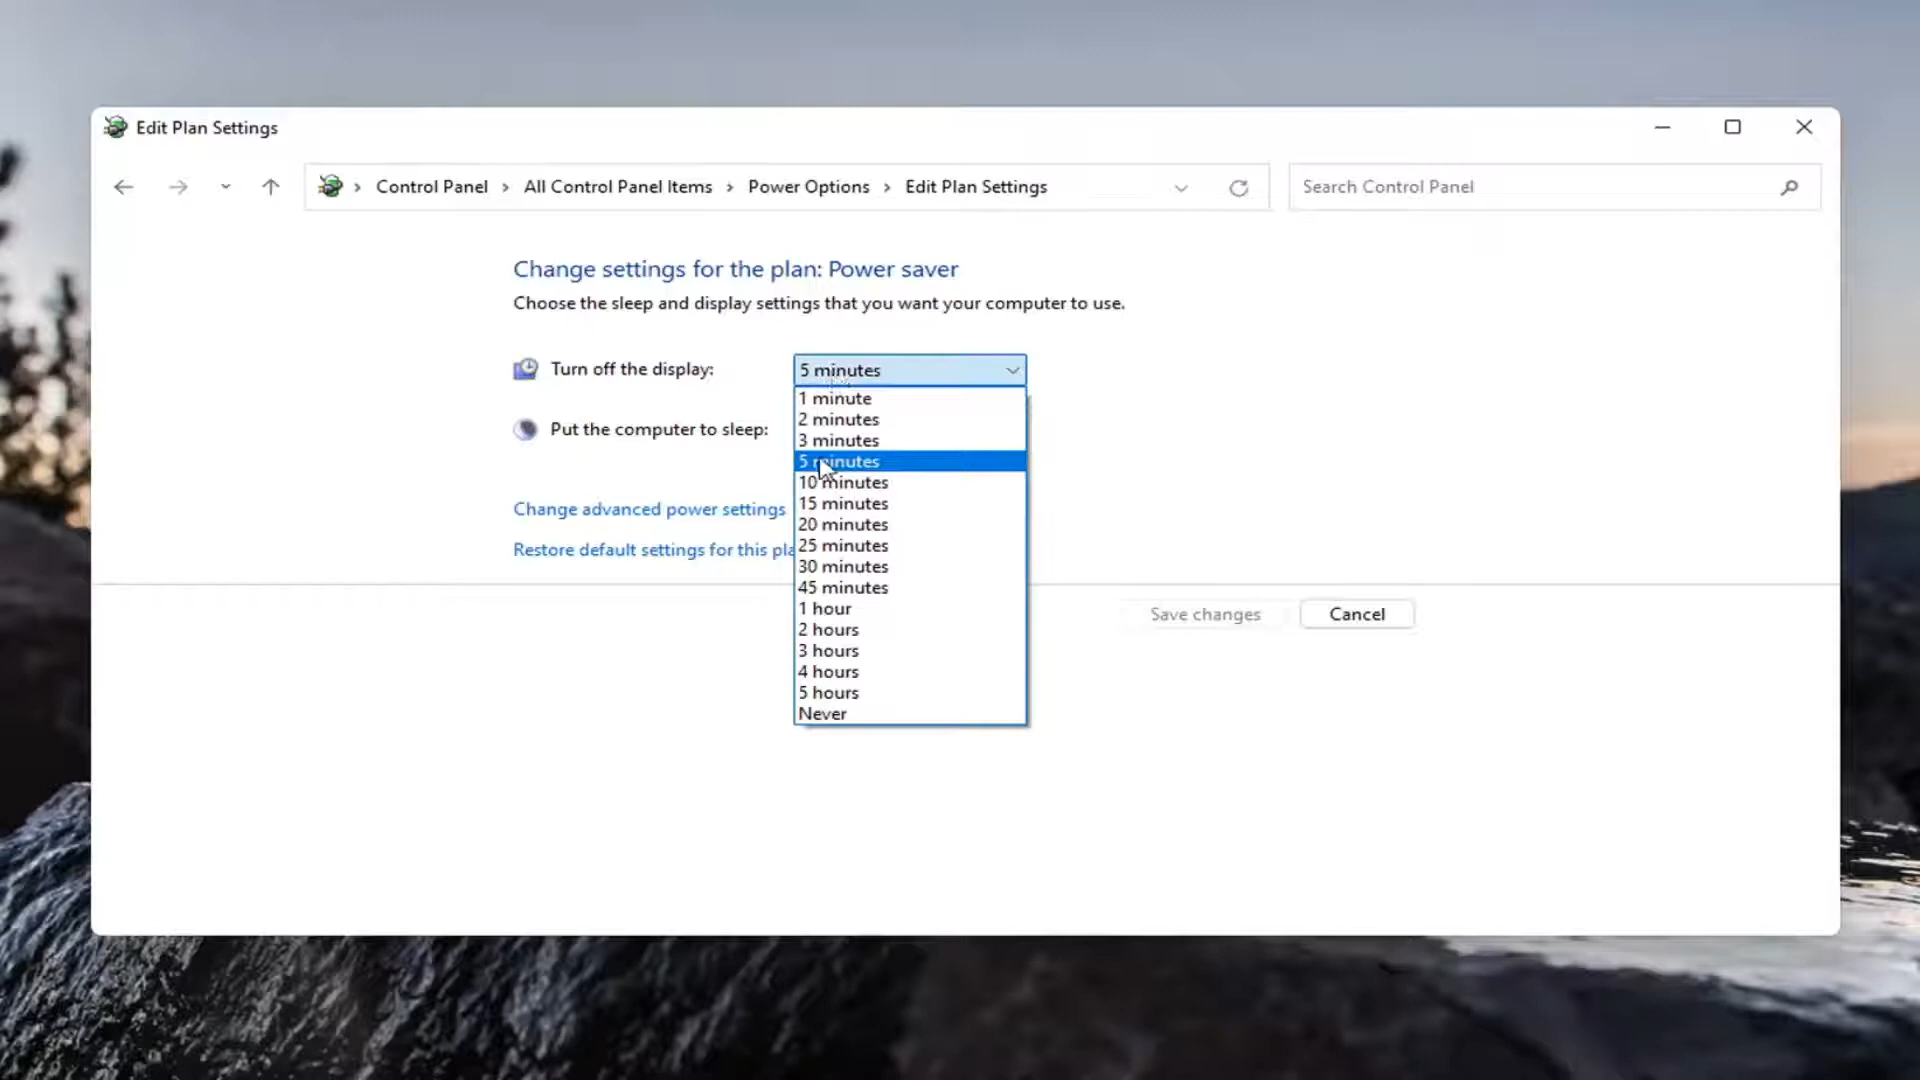 Edit Plan Settings
Control Panel > All Control Panel Items > Power Options > Edit Plan Settings
Search Control Panel
Change settings for the plan: Power saver
Choose the sleep and display settings that you want your computer to use.
Turn off the display: 5 minutes
1 minute
2 minutes
3 minutes
Put the computer to sleep:
5 minutes
10 minutes
15 minutes
Change advanced power settings
20 minutes
25 minutes
Restore default settings for this pla
30 minutes
45 minutes
1 hour
2 hours
3 hours
4 hours
5 hours
Never
Save changes Cancel